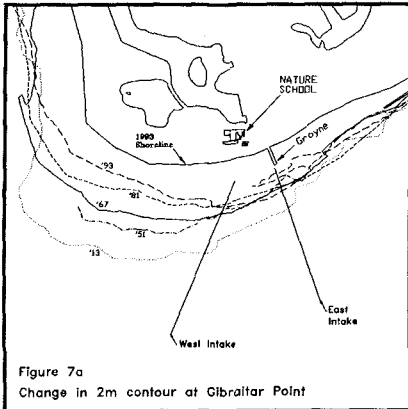 NATURE
SCHOOL
1993
Shoreline
Groyne
'93
'81
'67
'51
'13
East
Intake
West Intake
Figure 7a
Change in 2m contour at Gibraitar Point